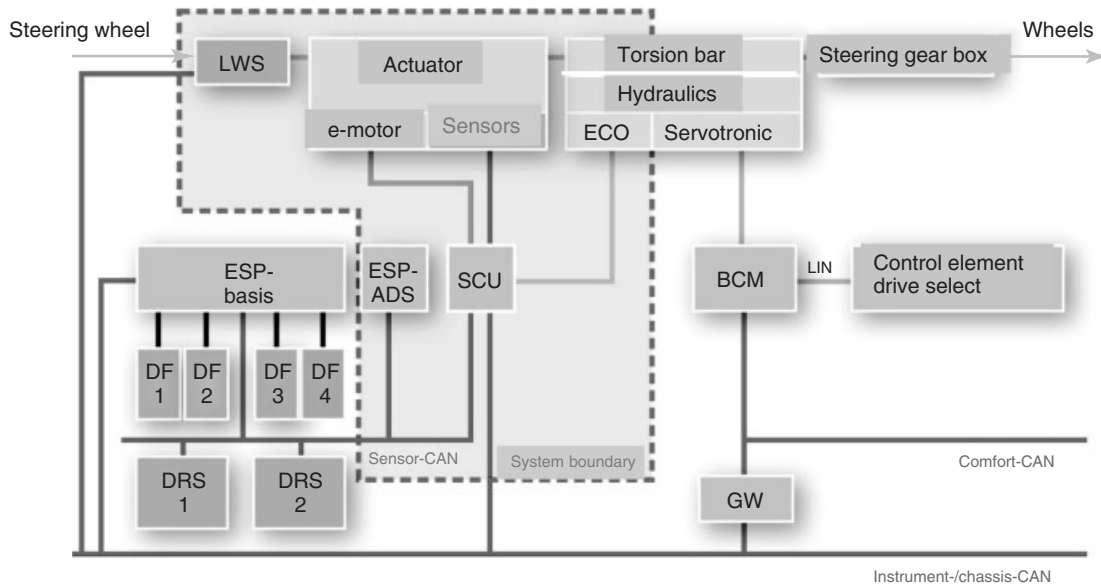 Steering wheel
Wheels
LWS
Actuator
Torsion bar
Steering gear box
Hydraulics
e-motor
Sensors
ECO
Servotronic
ESP-
basis
ESP-
ADS
SCU
BCM
LIN
Control element
drive select
DF
1
DF
2
DF
3
DF
4
Sensor-CAN
System boundary
Comfort-CAN
DRS
1
DRS
2
GW
Instrument-/chassis-CAN